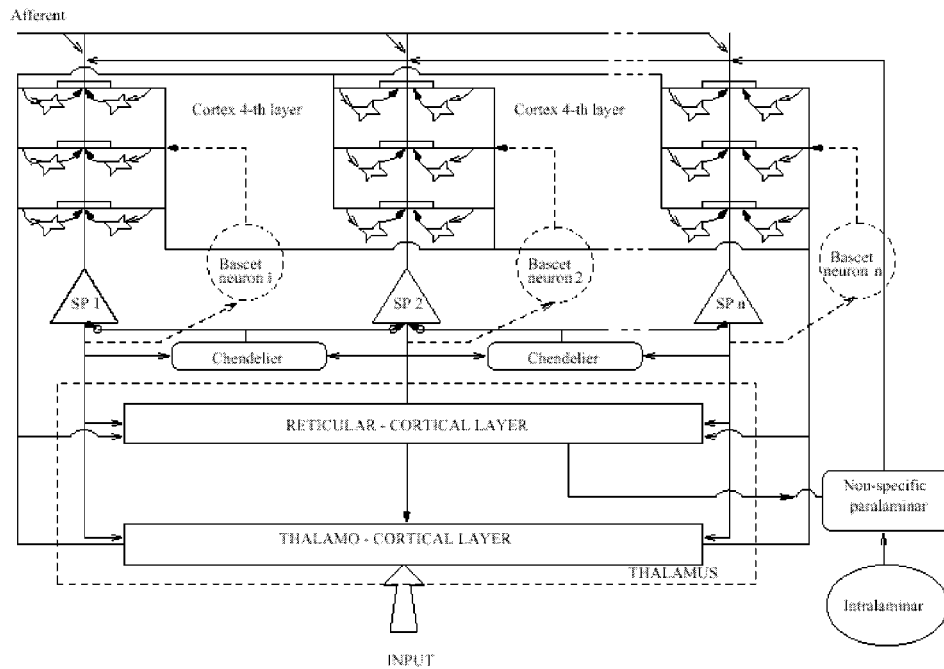 Afferent
Cortex 4-th layer
Cortex 4-th layer
Bascet
neuron 1
Bascet
neuron 2
Bascet
neuron n
SP 1
SP 2
SP n
Chendelier
Chendelier
RETICULAR - CORTICAL LAYER
Non-specific
paralaminar
THALAMO - CORTICAL LAYER
THALAMUS
Intralaminar
INPUT